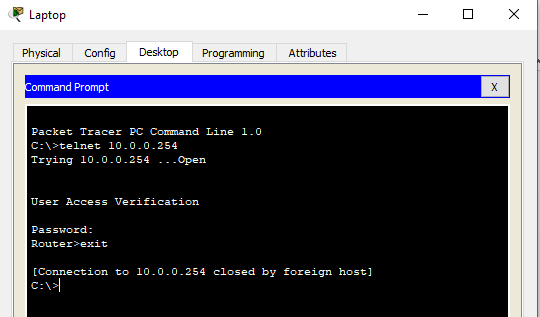 Laptop
Physical Config Desktop Programming Attributes
Command Prompt X
Packet Tracer PC Command Line 1.0
C:\>telnet 10.0.0.254
Trying 10.0.0.254 ...Open
User Access Verification
Password:
Router>exit
[Connection to 10.0.0.254 closed by foreign host]
C:\>